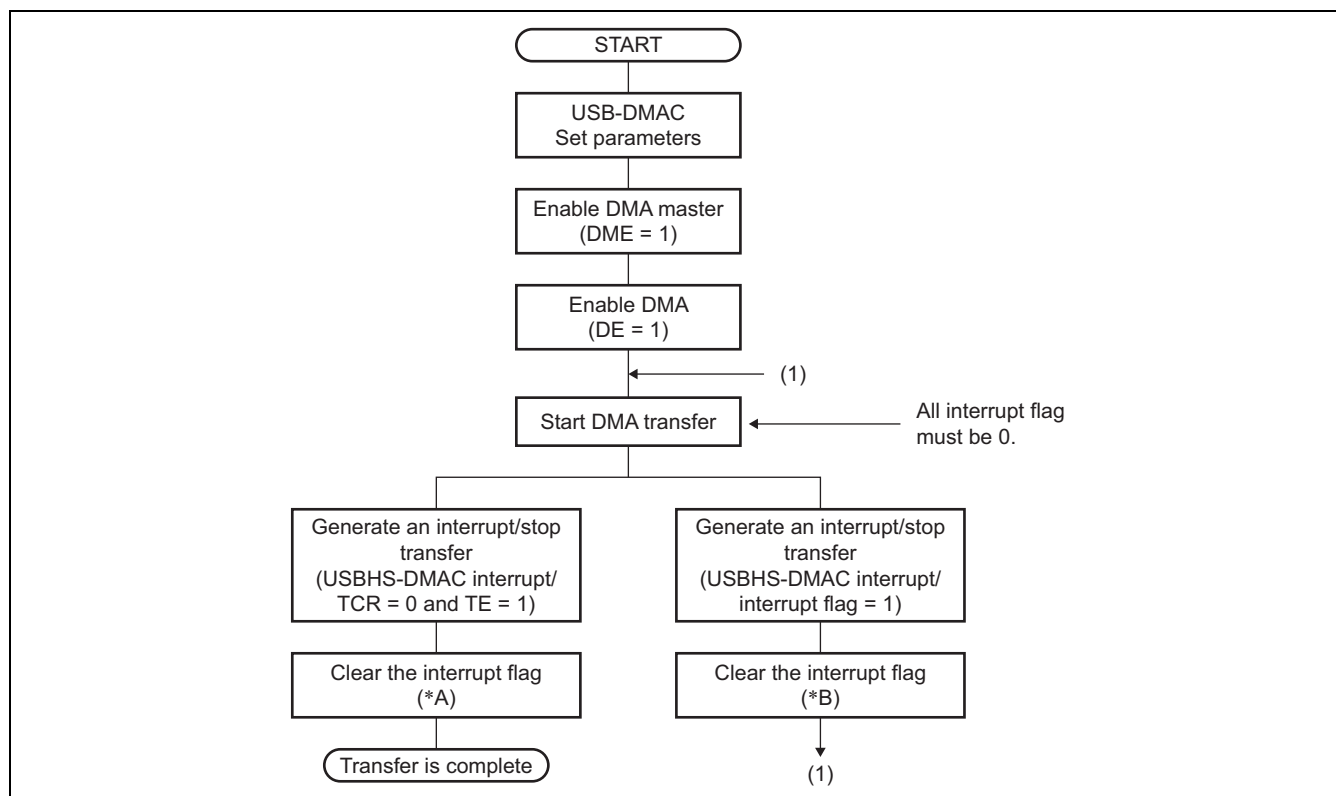 START
USB-DMAC
Set parameters
Enable DMA master
(DME = 1)
Enable DMA
(DE = 1)
(1)
Start DMA transfer
All interrupt flag
must be 0.
Generate an interrupt/stop
transfer
(USBHS-DMAC interrupt/
TCR = 0 and TE = 1)
Generate an interrupt/stop
transfer
(USBHS-DMAC interrupt/
interrupt flag = 1)
Clear the interrupt flag
(*A)
Clear the interrupt flag
(*B)
Transfer is complete
(1)